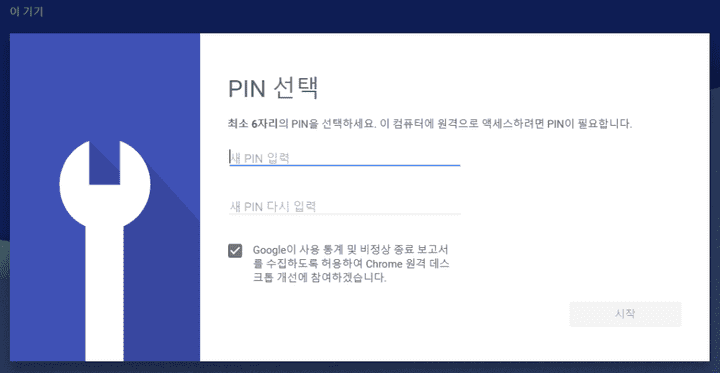 이 기기
PIN 선택
최소 6자리의 PIN을 선택하세요. 이 컴퓨터에 원격으로 액세스하려면 PIN이 필요합니다.
새 PIN 입력
새 PIN 다시 입력
Google이 사용 통계 및 비정상 종료 보고서
를 수집하도록 허용하여 Chrome 원격 데스
크톱 개선에 참여하겠습니다.
시작